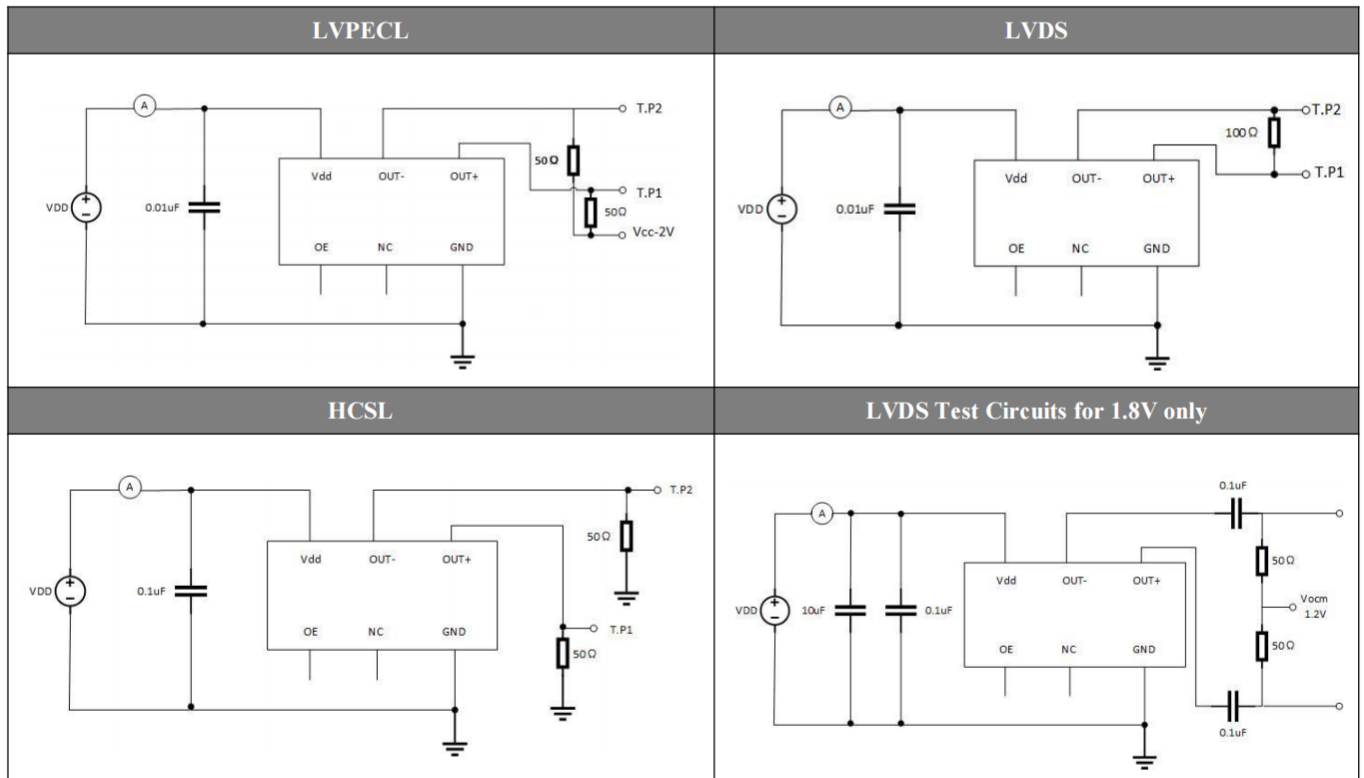 LVPECL
LVDS
A
T.P2
50Ω
Vdd OUT- OUT+
T.P1
VDD
0.01uF
50Ω
Vcc-2V
OE NC GND
A
T.P2
100Ω
T.P1
Vdd OUT- OUT+
VDD
0.01uF
OE NC GND
HCSL
LVDS Test Circuits for 1.8V only
A
T.P2
50Ω
Vdd OUT- OUT+
VDD
0.1uF
OE NC GND
T.P1
50Ω
0.1uF
A
50Ω
Vdd OUT- OUT+
VDD
10uF
0.1uF
Vocm
1.2V
OE NC GND
50Ω
0.1uF